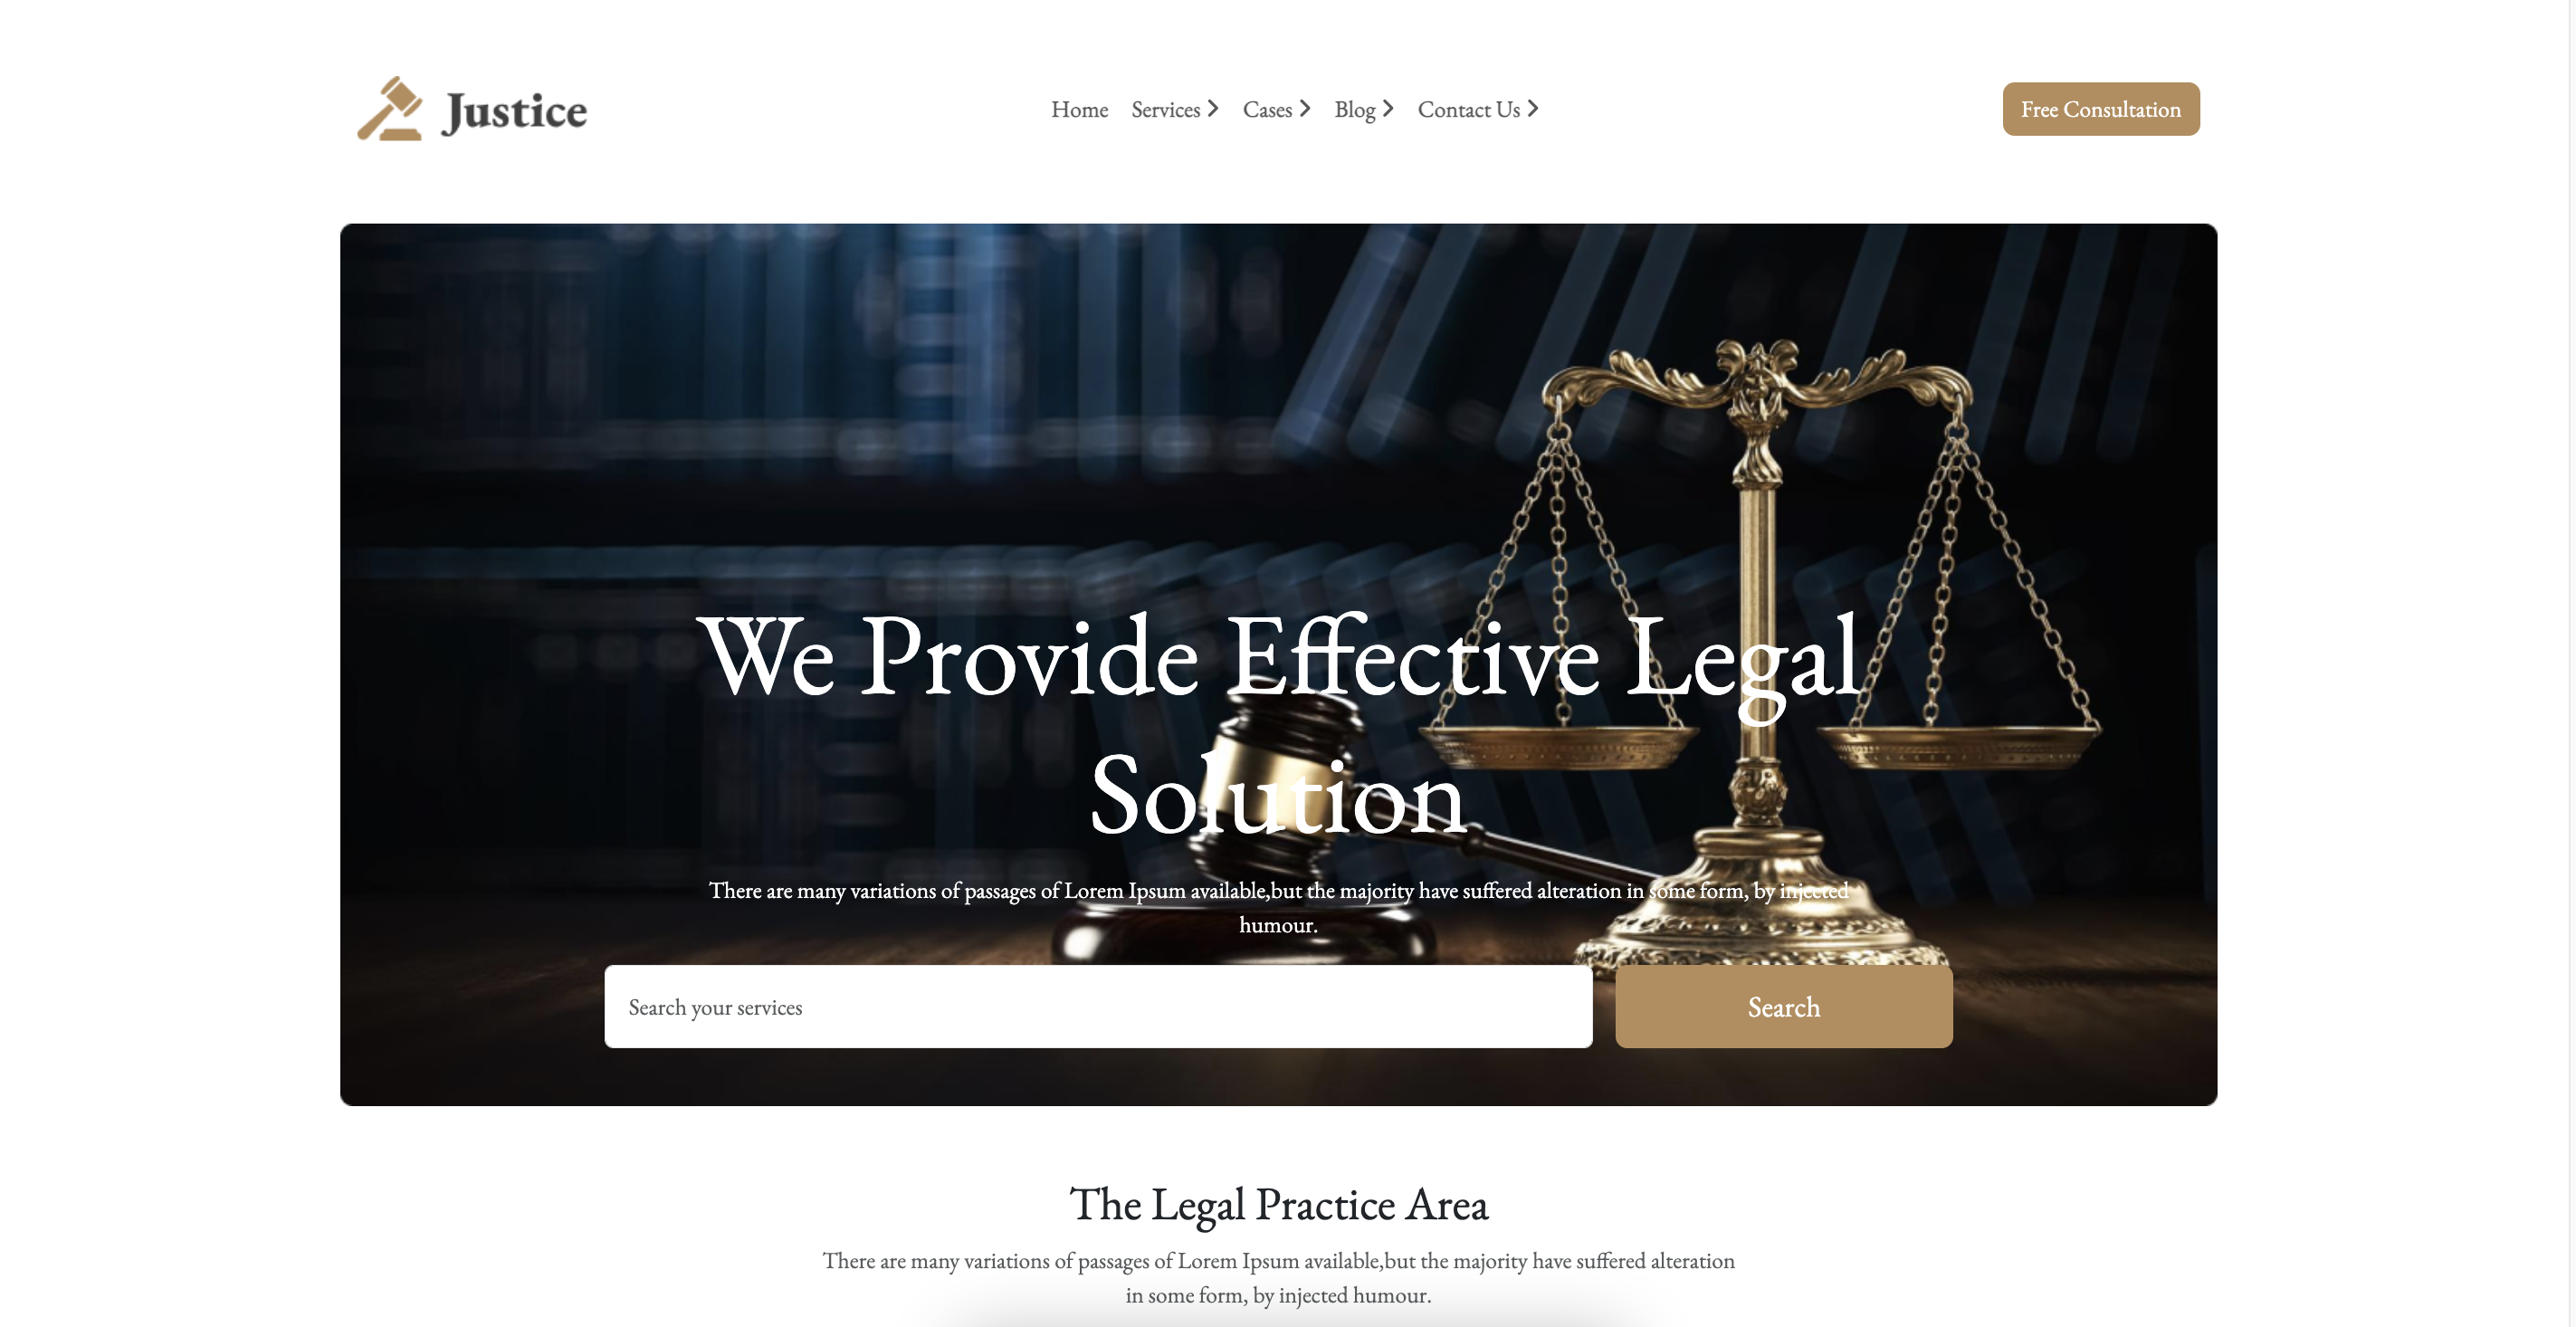 Justice
Home Services Cases Blog Contact Us
Free Consultation
We Provide Effective Legal
Solution
There are many variations of passages of Lorem Ipsum available,but the majority have suffered alteration in some form, by injected
humour.
Search your services
Search
The Legal Practice Area
There are many variations of passages of Lorem Ipsum available,but the majority have suffered alteration
in some form, by injected humour.